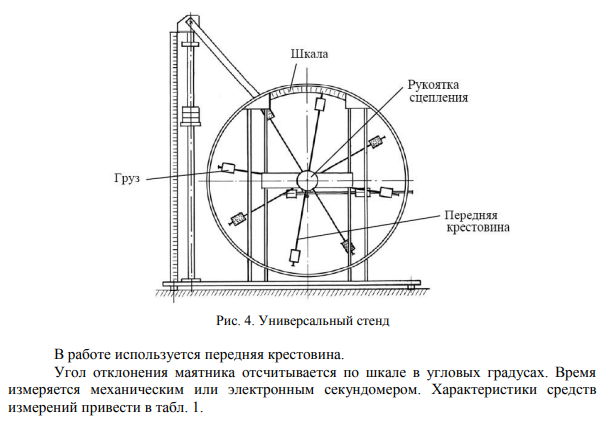 Шкала
Рукоятка
сцепления
Груз
Передняя
крестовина
Рис. 4. Универсальный стенд
В работе используется передняя крестовина.
Угол отклонения маятника отсчитывается по шкале в угловых градусах. Время
измеряется механическим или электронным секундомером. Характеристики средств
измерений привести в табл. 1.